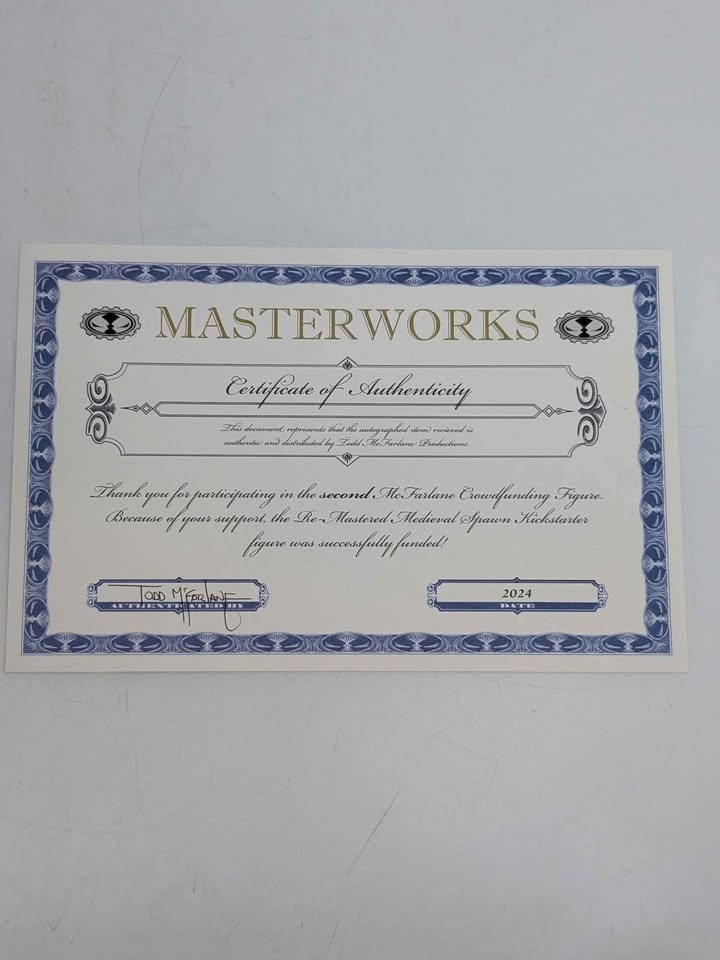 MASTERWORKS
Certificate of Authenticity
This document represents that the autographed item recieved is
authentic and distributed by Todd McFarlane Productions.
Thank you for participating in the second McFarlane Crowdfunding Figure.
Because of your support, the Re-Mastered Medieval Spawn Kickstarter
figure was successfully funded!
TODD McFARLANE
AUTHENTICATED BY
2024
DATE